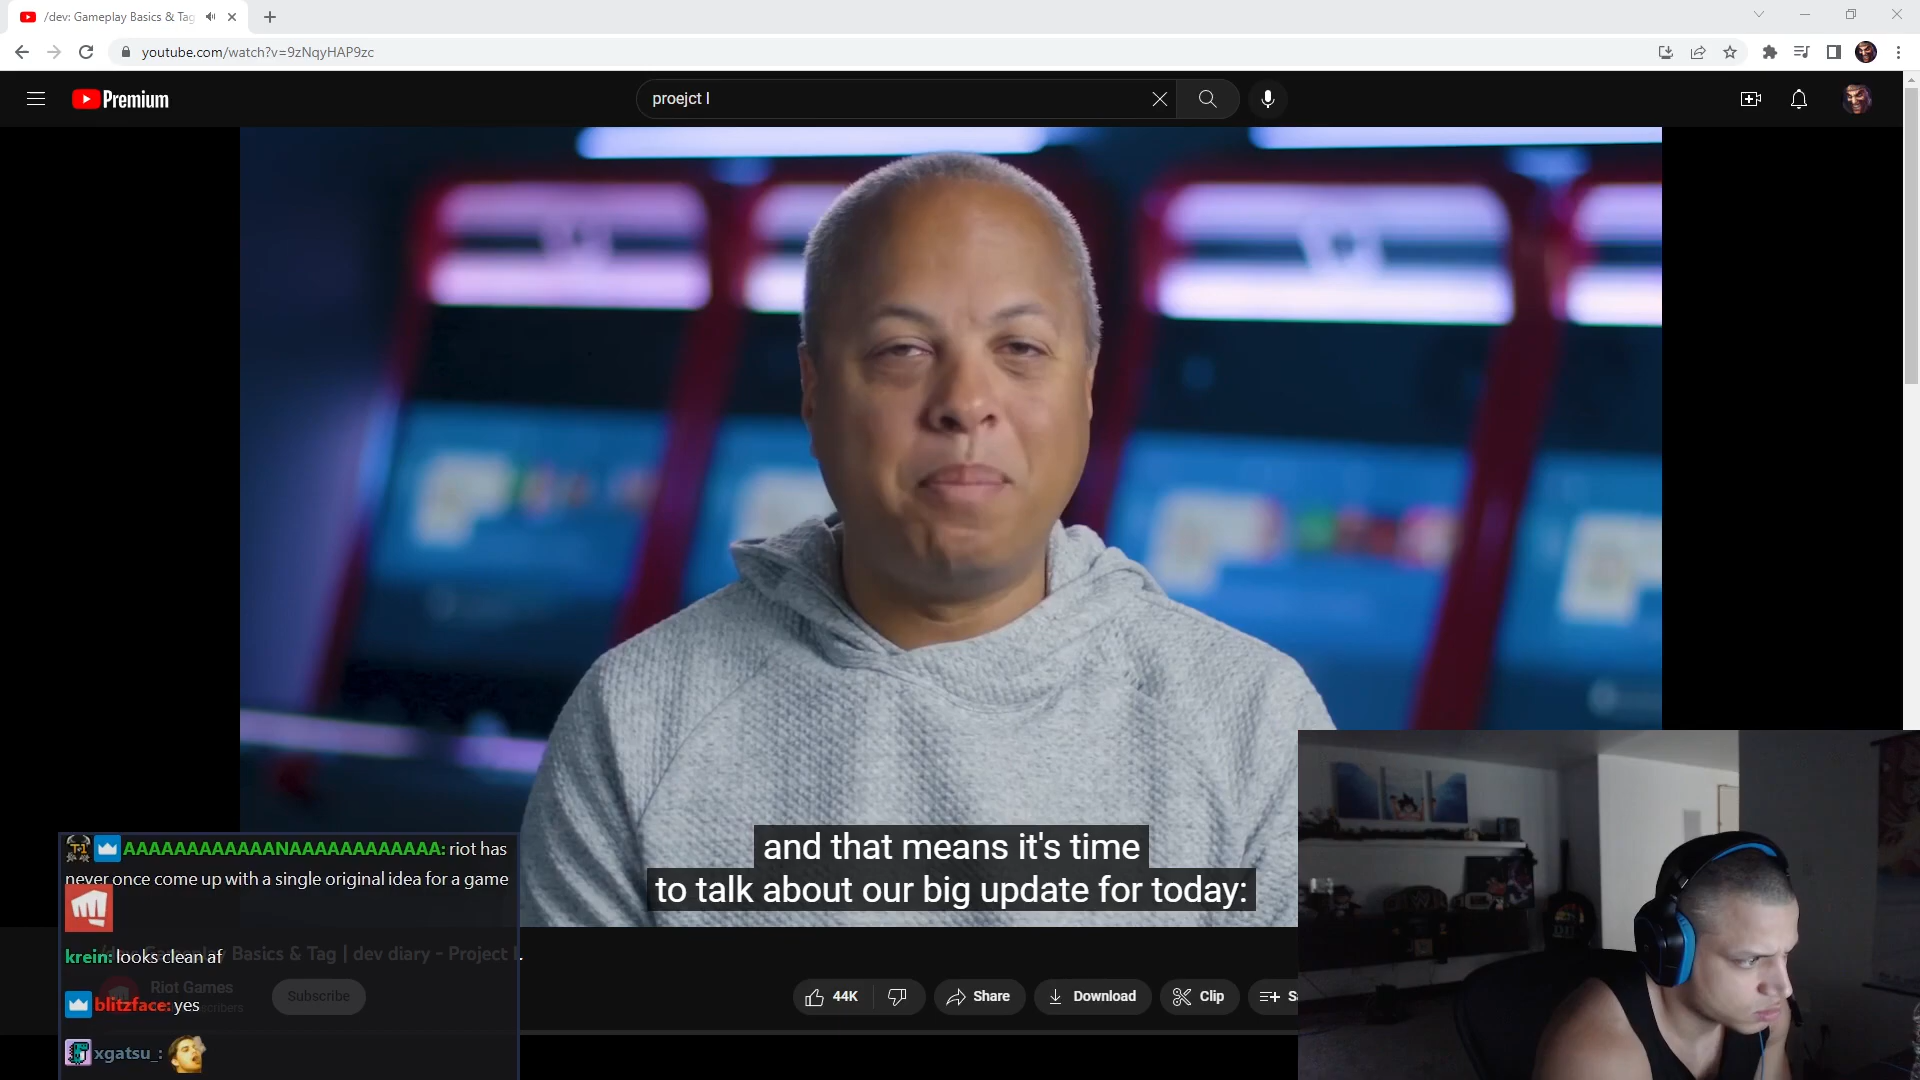 /dev: Gameplay Basics & Tag
youtube.com/watch?v=9zNqyHAP9zc
Premium
proejct l
and that means it's time
to talk about our big update for today:
AAAAAAAAAAAANAAAAAAAAAAAA: riot has
never once come up with a single original idea for a game
Gameplay Basics & Tag | dev diary - Project L
krein: looks clean af
Riot Games
Subscribe
blitzface: yes
xgatsu_:
44K
Share
Download
Clip